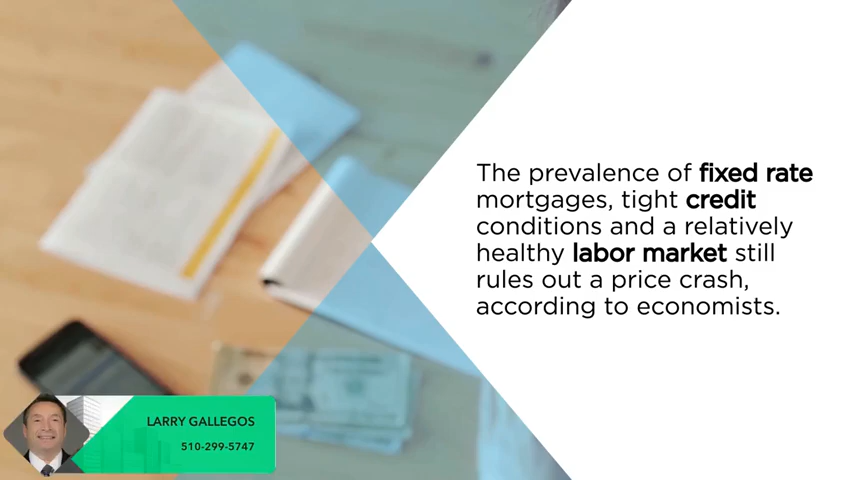 The prevalence of fixed rate
mortgages, tight credit
conditions and a relatively
healthy labor market still
rules out a price crash,
according to economists.
LARRY GALLEGOS
510-299-5747